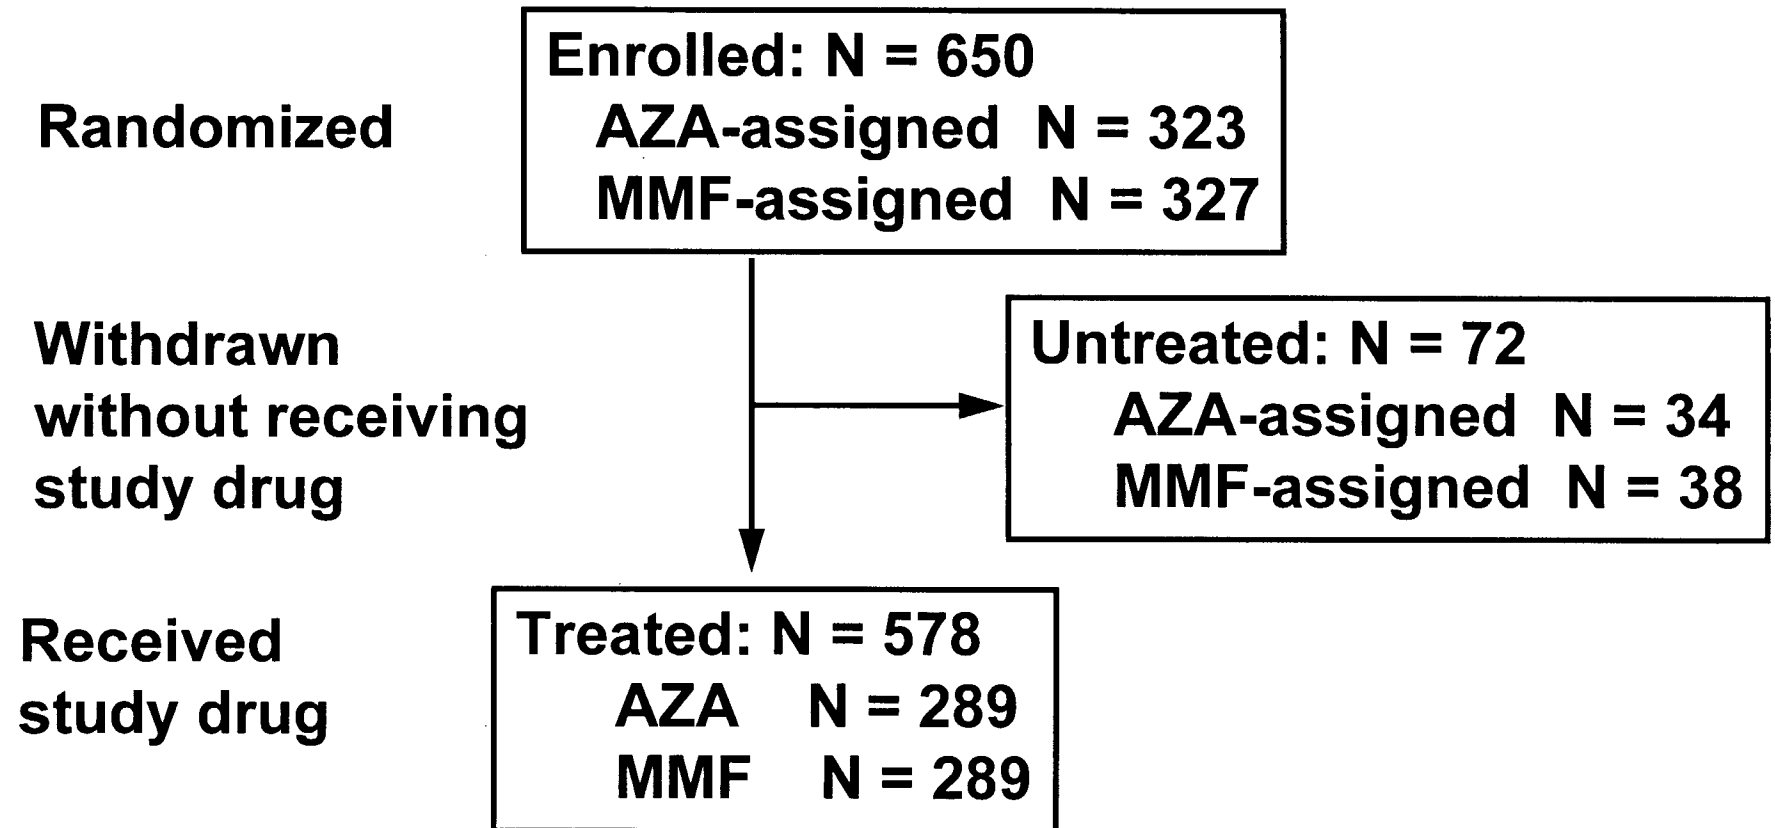 Randomized
Enrolled: N = 650
AZA-assigned N = 323
MMF-assigned N = 327
Withdrawn
without receiving
study drug
Untreated: N = 72
AZA-assigned N = 34
MMF-assigned N = 38
Received
study drug
Treated: N = 578
AZA N = 289
MMF N = 289